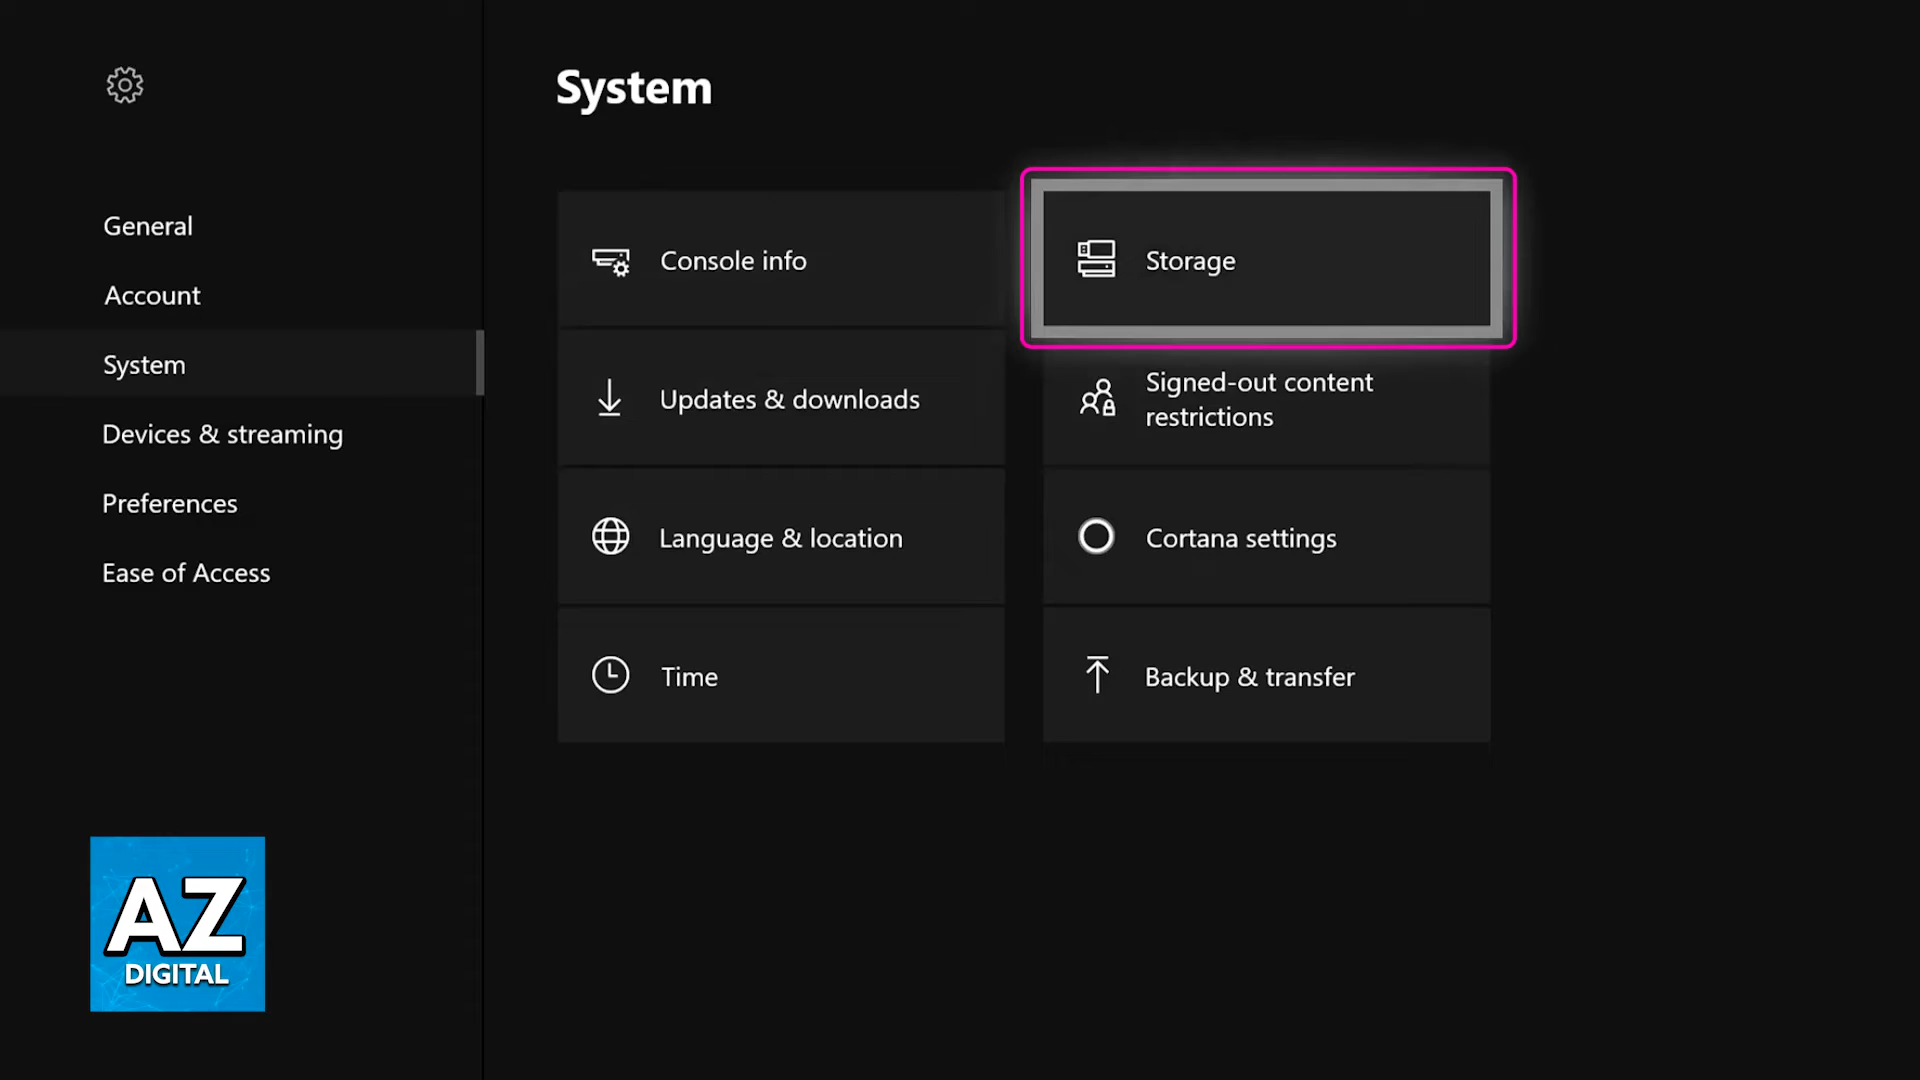 System
General
Account
System
Devices & streaming
Preferences
Ease of Access
Console info
Storage
Updates & downloads
Signed-out content
restrictions
Language & location
Cortana settings
Time
Backup & transfer
AZ
DIGITAL